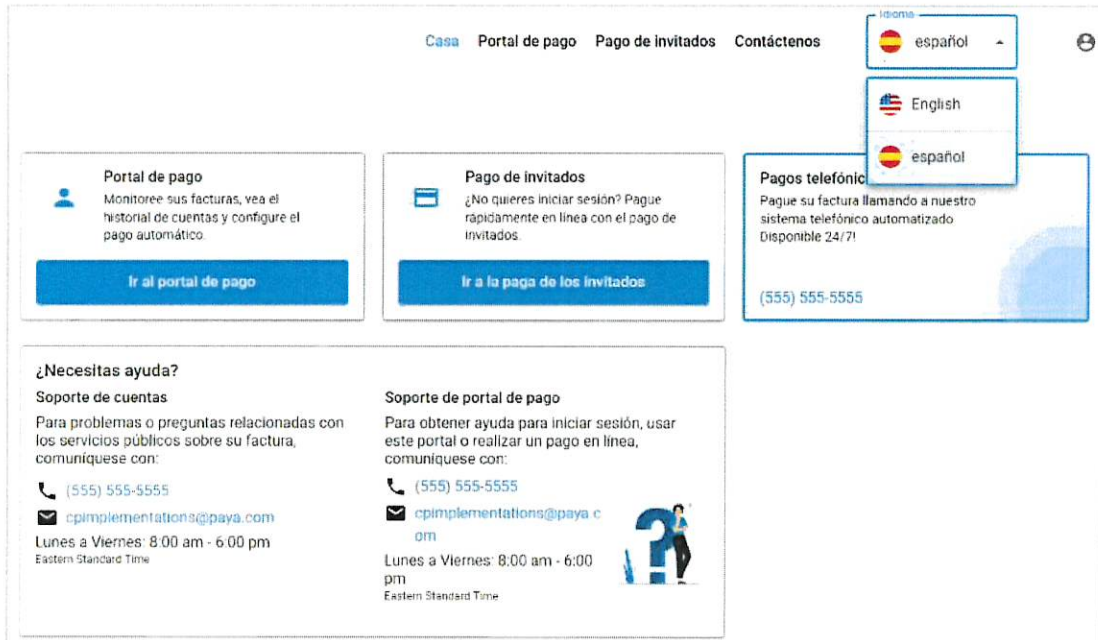 Idioma
Casa Portal de pago Pago de invitados Contáctenos español
English
español
Portal de pago
Monitoree sus facturas, vea el
historial de cuentas y configure el
pago automático.
Ir al portal de pago
Pago de invitados
¿No quieres iniciar sesión? Pague
rápidamente en línea con el pago de
invitados.
Ir a la paga de los invitados
Pagos telefónic
Pague su factura llamando a nuestro
sistema telefónico automatizado
Disponible 24/7!
(555) 555-5555
¿Necesitas ayuda?
Soporte de cuentas
Para problemas o preguntas relacionadas con
los servicios públicos sobre su factura,
comuníquese con:
(555) 555-5555
cpimplementations@paya.com
Lunes a Viernes: 8:00 am - 6:00 pm
Eastern Standard Time
Soporte de portal de pago
Para obtener ayuda para iniciar sesión, usar
este portal o realizar un pago en línea,
comuníquese con:
(555) 555-5555
cpimplementations@paya.c
om
Lunes a Viernes: 8:00 am - 6:00
pm
Eastern Standard Time